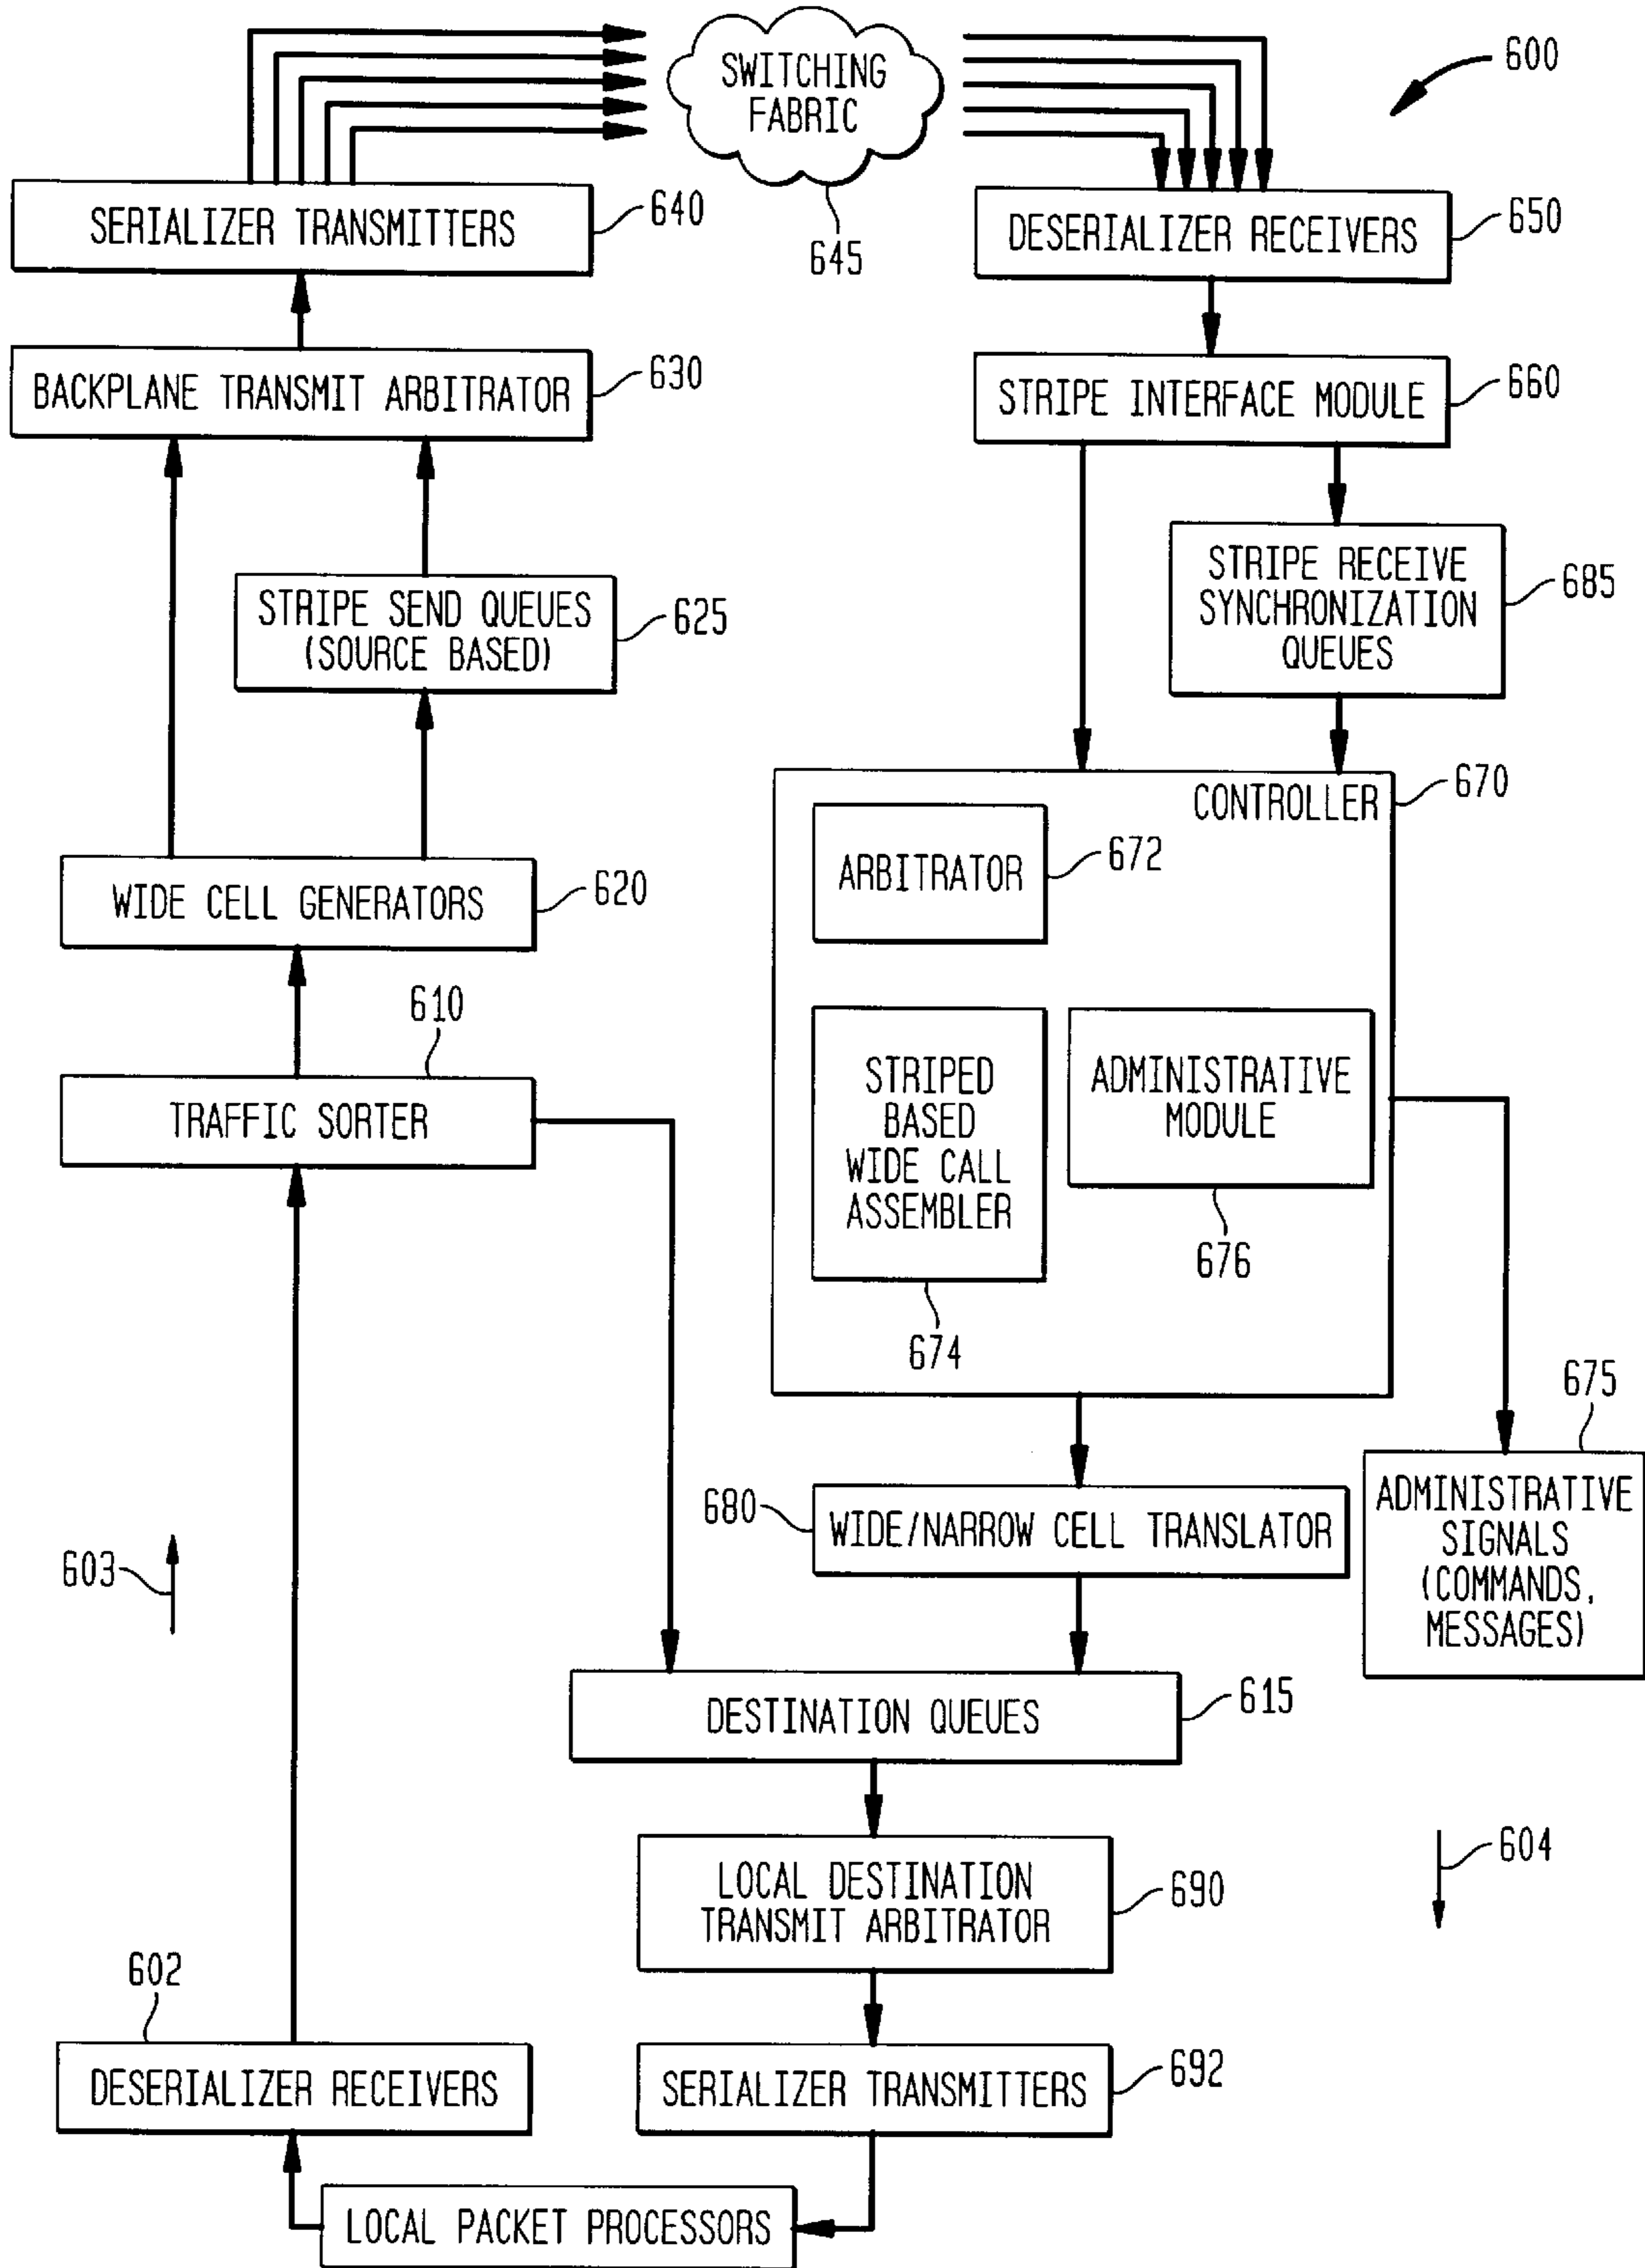 SWITCHING
FABRIC
645
600
SERIALIZER TRANSMITTERS
640
DESERIALIZER RECEIVERS
650
BACKPLANE TRANSMIT ARBITRATOR
630
STRIPE INTERFACE MODULE
660
STRIPE SEND QUEUES
(SOURCE BASED)
625
STRIPE RECEIVE
SYNCHRONIZATION
QUEUES
685
CONTROLLER
670
ARBITRATOR
672
WIDE CELL GENERATORS
620
610
TRAFFIC SORTER
STRIPED
BASED
WIDE CALL
ASSEMBLER
674
ADMINISTRATIVE
MODULE
676
675
ADMINISTRATIVE
SIGNALS
(COMMANDS,
MESSAGES)
680
WIDE/NARROW CELL TRANSLATOR
603
DESTINATION QUEUES
615
LOCAL DESTINATION
TRANSMIT ARBITRATOR
690
604
602
DESERIALIZER RECEIVERS
SERIALIZER TRANSMITTERS
692
LOCAL PACKET PROCESSORS